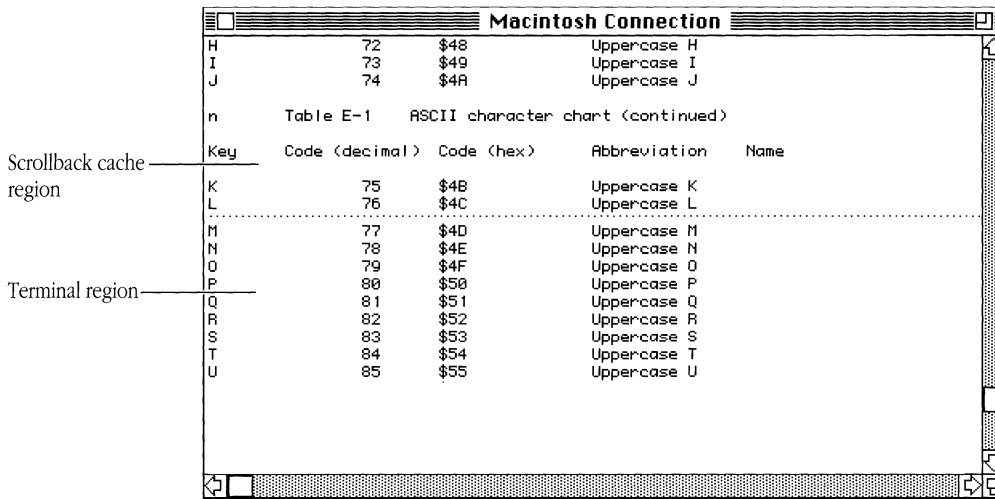 Macintosh Connection
H 72 $48 Uppercase H
I 73 $49 Uppercase I
J 74 $4A Uppercase J
n Table E-1 ASCII character chart (continued)
Key Code (decimal) Code (hex) Abbreviation Name
Scrollback cache
region
K 75 $4B Uppercase K
L 76 $4C Uppercase L
M 77 $4D Uppercase M
N 78 $4E Uppercase N
O 79 $4F Uppercase O
Terminal region
P 80 $50 Uppercase P
Q 81 $51 Uppercase Q
R 82 $52 Uppercase R
S 83 $53 Uppercase S
T 84 $54 Uppercase T
U 85 $55 Uppercase U